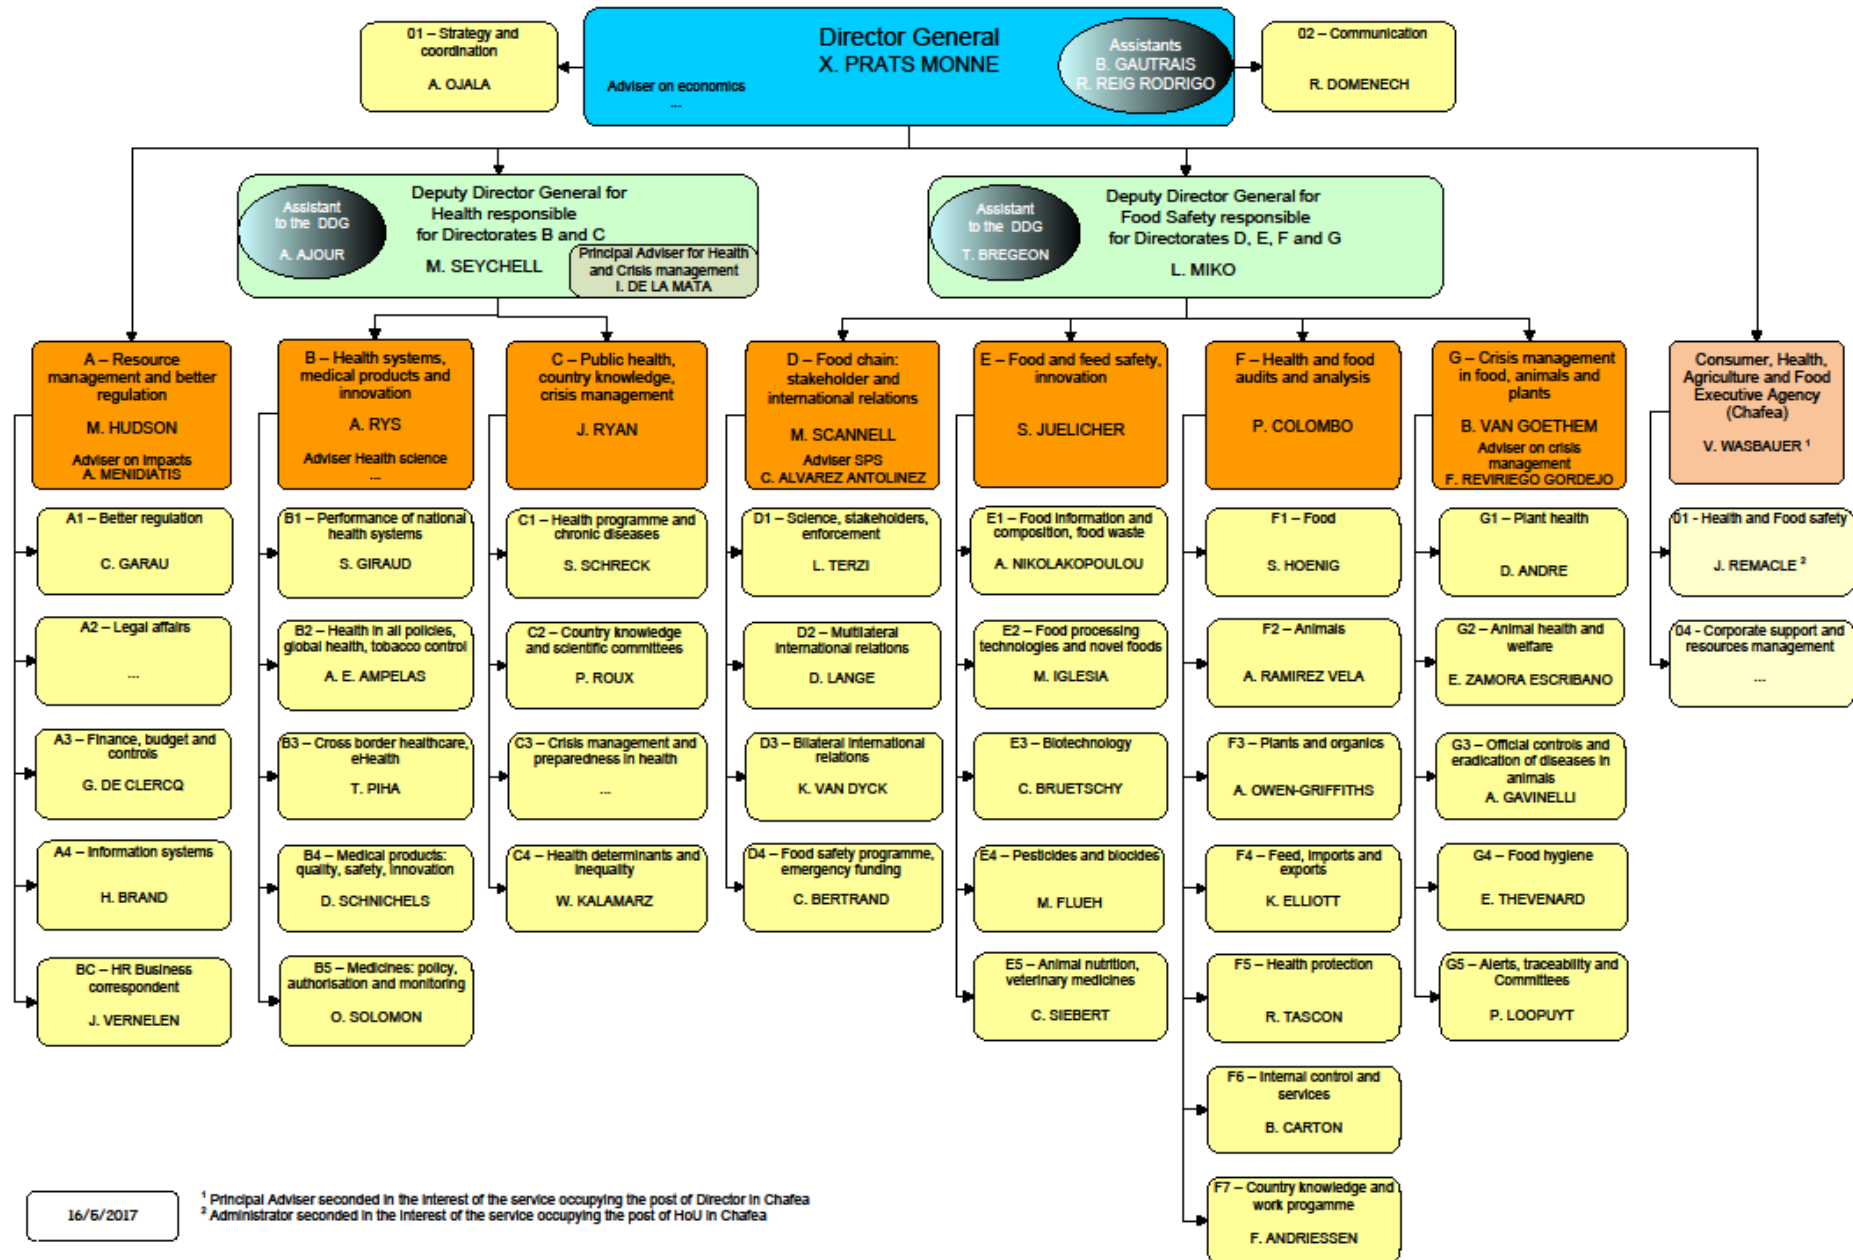 01 – Strategy and
coordination
A. OJALA
Director General
X. PRATS MONNE
Adviser on economics
...
Assistants
B. GAUTRAIS
R. REIG RODRIGO
02 – Communication
R. DOMENECH
Assistant
to the DDG
A. AJOUR
Deputy Director General for
Health responsible
for Directorates B and C
M. SEYCHELL
Principal Adviser for Health
and Crisis management
I. DE LA MATA
Assistant
to the DDG
T. BREGEON
Deputy Director General for
Food Safety responsible
for Directorates D, E, F and G
L. MIKO
A – Resource
management and better
regulation
M. HUDSON
Adviser on Impacts
A. MENIDIATIS
A1 – Better regulation
C. GARAU
A2 – Legal affairs
...
A3 – Finance, budget and
controls
G. DE CLERCQ
A4 – Information systems
H. BRAND
BC – HR Business
correspondent
J. VERNELEN
B – Health systems,
medical products and
innovation
A. RYS
Adviser Health science
...
B1 – Performance of national
health systems
S. GIRAUD
B2 – Health in all policies,
global health, tobacco control
A. E. AMPELAS
B3 – Cross border healthcare,
eHealth
T. PIHA
B4 – Medical products:
quality, safety, innovation
D. SCHNICHELS
B5 – Medicines: policy,
authorisation and monitoring
O. SOLOMON
C – Public health,
country knowledge,
crisis management
J. RYAN
C1 – Health programme and
chronic diseases
S. SCHRECK
C2 – Country knowledge
and scientific committees
P. ROUX
C3 – Crisis management and
preparedness in health
...
C4 – Health determinants and
inequality
W. KALAMARZ
D – Food chain:
stakeholder and
international relations
M. SCANNELL
Adviser SPS
C. ALVAREZ ANTOLINEZ
D1 – Science, stakeholders,
enforcement
L. TERZI
D2 – Multilateral
International relations
D. LANGE
D3 – Bilateral international
relations
K. VAN DYCK
D4 – Food safety programme,
emergency funding
C. BERTRAND
E – Food and feed safety,
innovation
S. JUELICHER
E1 – Food information and
composition, food waste
A. NIKOLAKOPOULOU
E2 – Food processing
technologies and novel foods
M. IGLESIA
E3 – Biotechnology
C. BRUETSCHY
E4 – Pesticides and biocides
M. FLUEH
E5 – Animal nutrition,
veterinary medicines
C. SIEBERT
F – Health and food
audits and analysis
P. COLOMBO
F1 – Food
S. HOENIG
F2 – Animals
A. RAMIREZ VELA
F3 – Plants and organics
A. OWEN-GRIFFITHS
F4 – Feed, imports and
exports
K. ELLIOTT
F5 – Health protection
R. TASCON
F6 – Internal control and
services
B. CARTON
F7 – Country knowledge and
work progamme
F. ANDRIESSEN
G – Crisis management
in food, animals and
plants
B. VAN GOETHEM
Adviser on crisis
management
F. REVIRIEGO GORDEJO
G1 – Plant health
D. ANDRE
G2 – Animal health and
welfare
E. ZAMORA ESCRIBANO
G3 – Official controls and
eradication of diseases in
animals
A. GAVINELLI
G4 – Food hygiene
E. THEVENARD
G5 – Alerts, traceability and
Committees
P. LOOPUYT
Consumer, Health,
Agriculture and Food
Executive Agency
(Chafea)
V. WASBAUER ¹
01 - Health and Food safety
J. REMACLE ²
04 - Corporate support and
resources management
...
16/5/2017
¹ Principal Adviser seconded in the interest of the service occupying the post of Director in Chafea
² Administrator seconded in the interest of the service occupying the post of HoU in Chafea